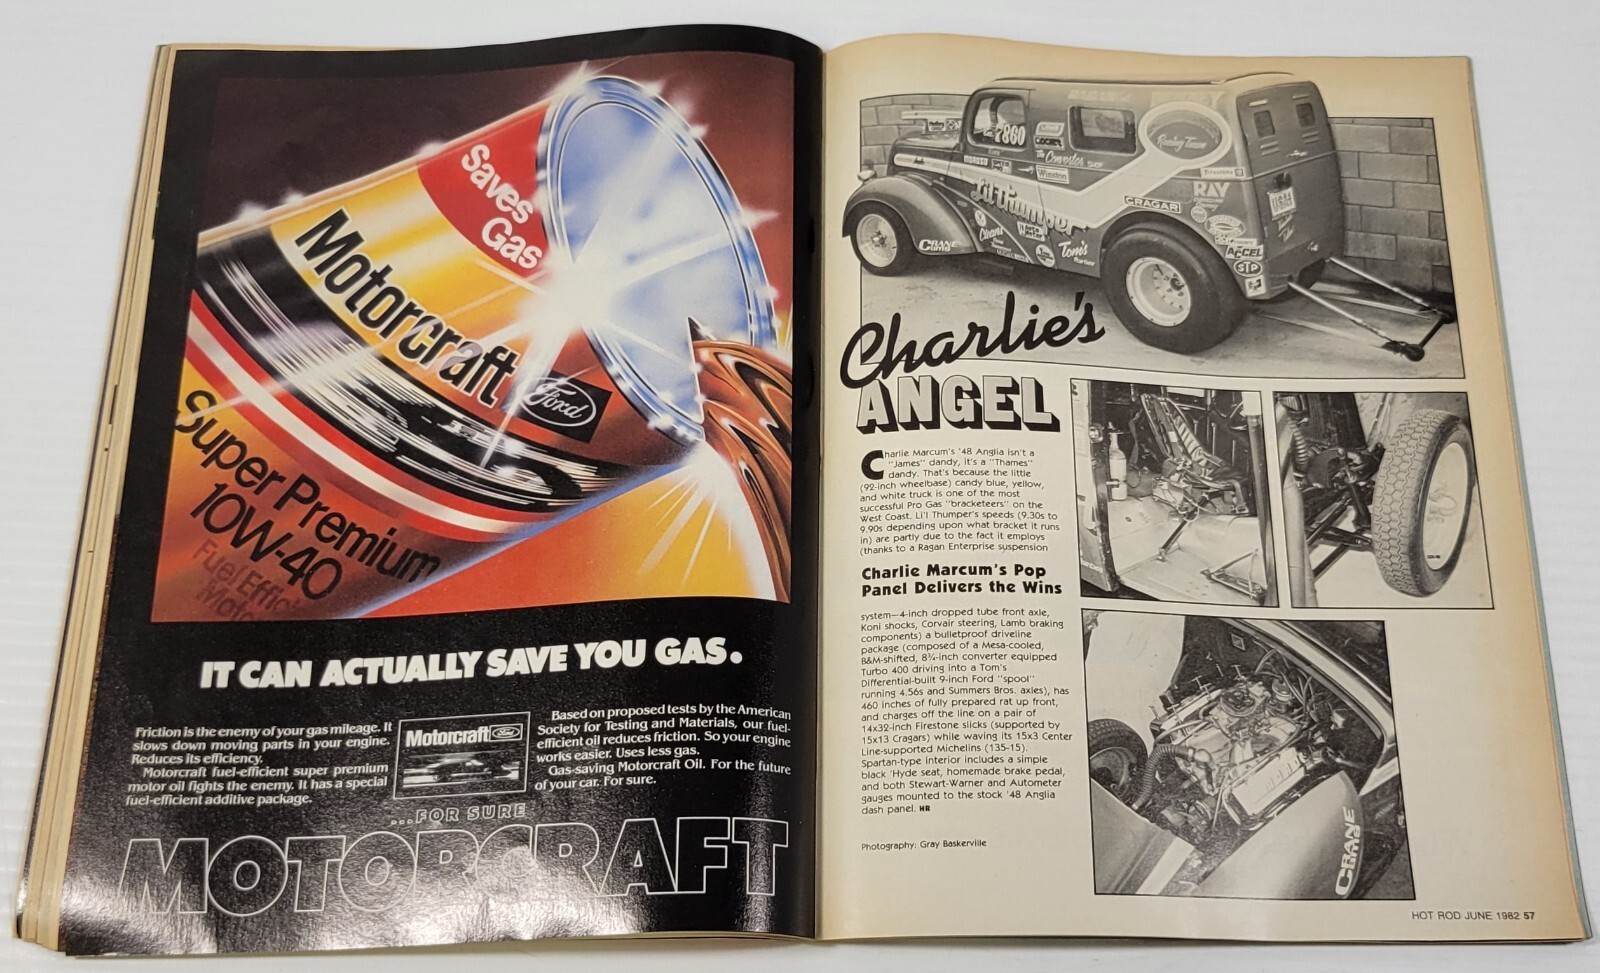 Saves
Gas
Motorcraft
Ford
Super Premium
10W-40
Fuel Effic
Moto
IT CAN ACTUALLY SAVE YOU GAS.
Friction is the enemy of your gas mileage. It
slows down moving parts in your engine.
Reduces its efficiency.
Motorcraft fuel-efficient super premium
motor oil fights the enemy. It has a special
fuel-efficient additive package.
Motorcraft Ford
Based on proposed tests by the American
Society for Testing and Materials, our fuel-
efficient oil reduces friction. So your engine
works easier. Uses less gas.
Gas-saving Motorcraft Oil. For the future
of your car. For sure.
...FOR SURE
MOTORCRAFT
7860
Winston
Li'l Thumper
CRAGAR
RAY
CRANE
CAMS
Tom's
ACCEL
STP
Racing Team
Charlie's
ANGEL
Charlie Marcum's '48 Anglia isn't a
"James" dandy, it's a "Thames"
dandy. That's because the little
(92-inch wheelbase) candy blue, yellow,
and white truck is one of the most
successful Pro Gas "bracketeers" on the
West Coast. Li'l Thumper's speeds (9.30s to
9.90s depending upon what bracket it runs
in) are partly due to the fact it employs
(thanks to a Ragan Enterprise suspension
Charlie Marcum's Pop
Panel Delivers the Wins
system—4-inch dropped tube front axle,
Koni shocks, Corvair steering, Lamb braking
components) a bulletproof driveline
package (composed of a Mesa-cooled,
B&M-shifted, 8¾-inch converter equipped
Turbo 400 driving into a Tom's
Differential-built 9-inch Ford "spool"
running 4.56s and Summers Bros. axles), has
460 inches of fully prepared rat up front,
and charges off the line on a pair of
14x32-inch Firestone slicks (supported by
15x13 Cragars) while waving its 15x3 Center
Line-supported Michelins (135-15).
Spartan-type interior includes a simple
black 'Hyde seat, homemade brake pedal,
and both Stewart-Warner and Autometer
gauges mounted to the stock '48 Anglia
dash panel. HR
Photography: Gray Baskerville
CRANE
CAMS
HOT ROD JUNE 1982 57